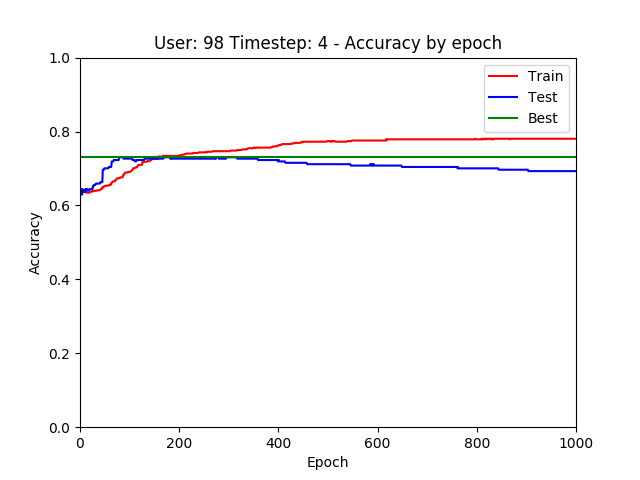 User: 98 Timestep: 4 - Accuracy by epoch
Train
Test
Best
1.0
0.8
0.6
0.4
0.2
0.0
Accuracy
0 200 400 600 800 1000
Epoch